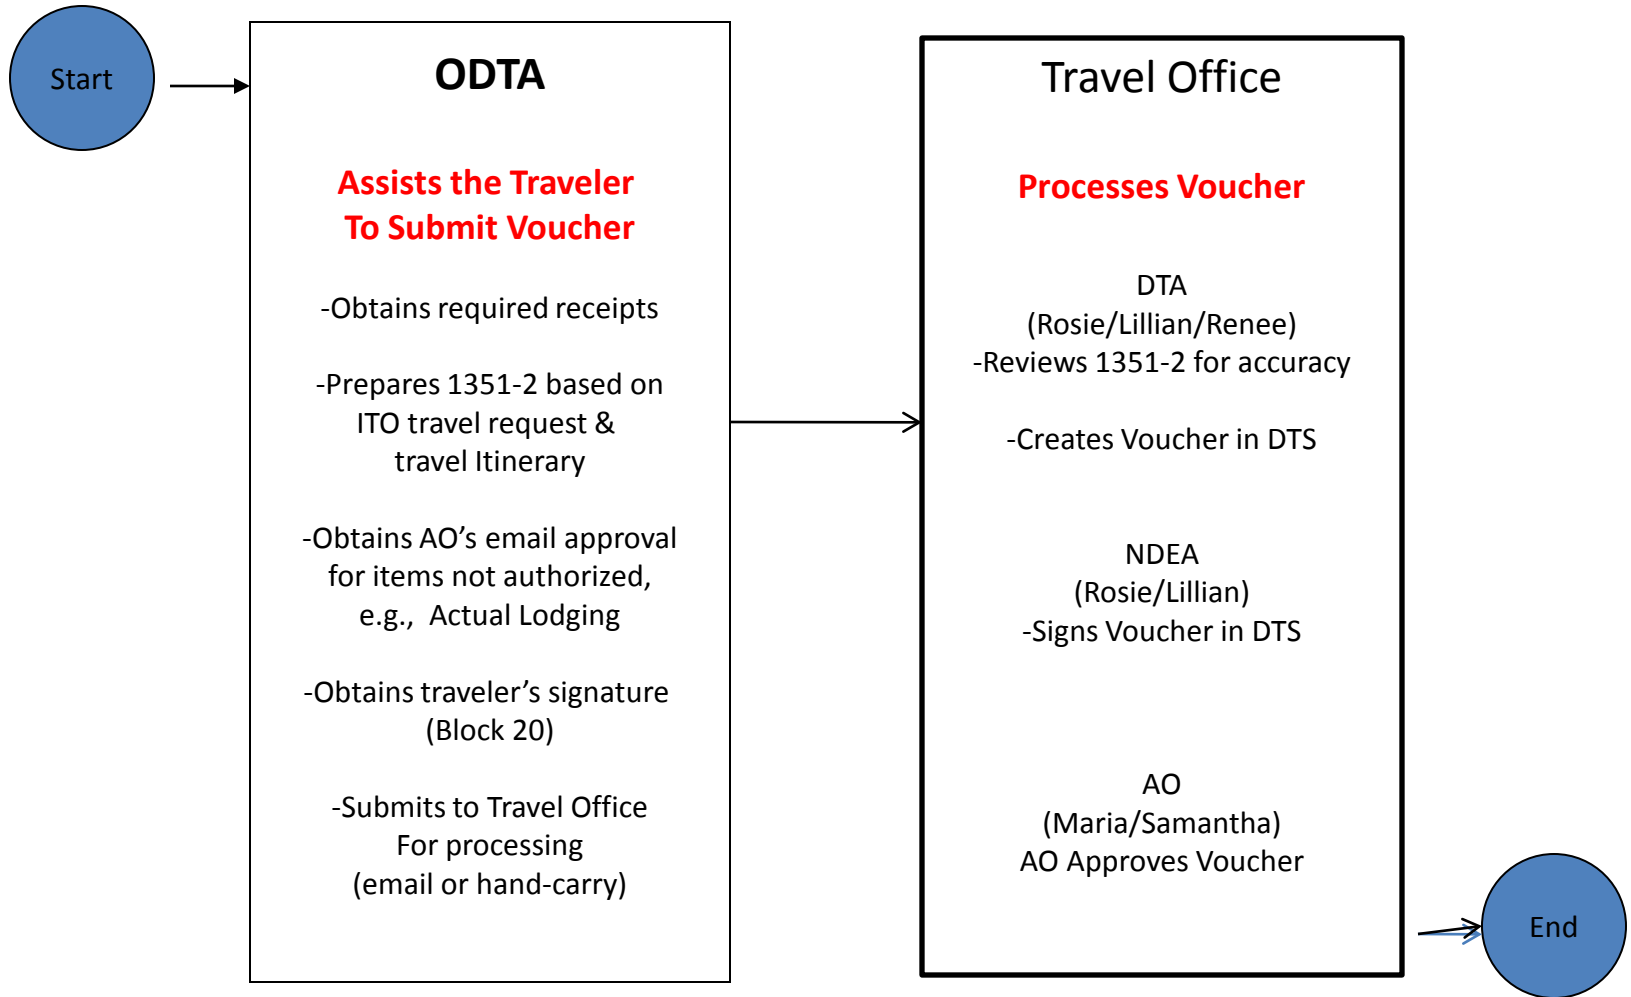 Start
ODTA
Assists the Traveler
To Submit Voucher
-Obtains required receipts
-Prepares 1351-2 based on
ITO travel request &
travel Itinerary
-Obtains AO’s email approval
for items not authorized,
e.g., Actual Lodging
-Obtains traveler’s signature
(Block 20)
-Submits to Travel Office
For processing
(email or hand-carry)
Travel Office
Processes Voucher
DTA
(Rosie/Lillian/Renee)
-Reviews 1351-2 for accuracy
-Creates Voucher in DTS
NDEA
(Rosie/Lillian)
-Signs Voucher in DTS
AO
(Maria/Samantha)
AO Approves Voucher
End